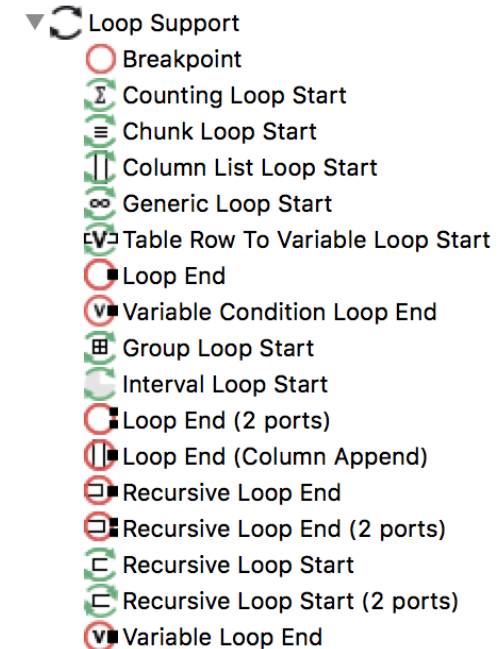 Loop Support
Breakpoint
Counting Loop Start
Chunk Loop Start
Column List Loop Start
Generic Loop Start
Table Row To Variable Loop Start
Loop End
Variable Condition Loop End
Group Loop Start
Interval Loop Start
Loop End (2 ports)
Loop End (Column Append)
Recursive Loop End
Recursive Loop End (2 ports)
Recursive Loop Start
Recursive Loop Start (2 ports)
Variable Loop End